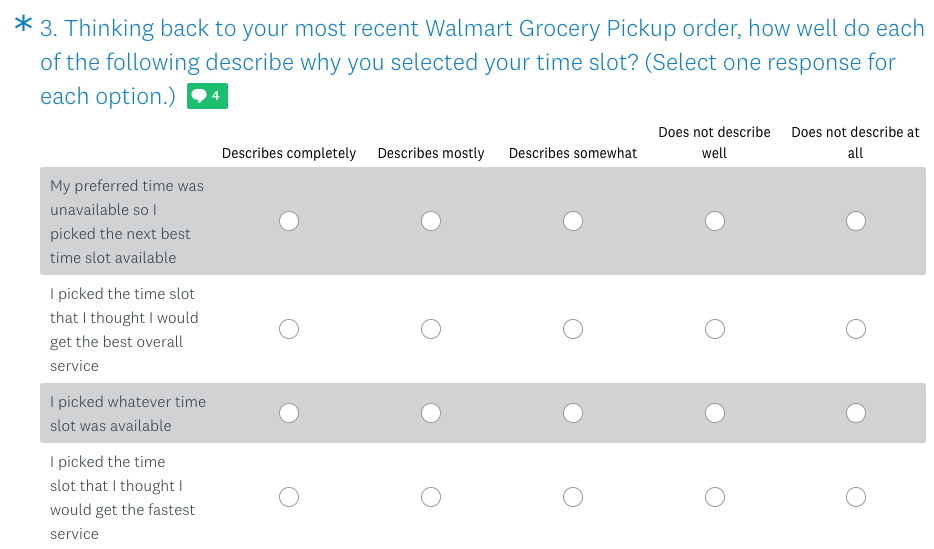 * 3. Thinking back to your most recent Walmart Grocery Pickup order, how well do each
of the following describe why you selected your time slot? (Select one response for
each option.) 4
Describes completely Describes mostly Describes somewhat Does not describe well Does not describe at all
My preferred time was
unavailable so I
picked the next best
time slot available
I picked the time slot
that I thought I would
get the best overall
service
I picked whatever time
slot was available
I picked the time
slot that I thought I
would get the fastest
service